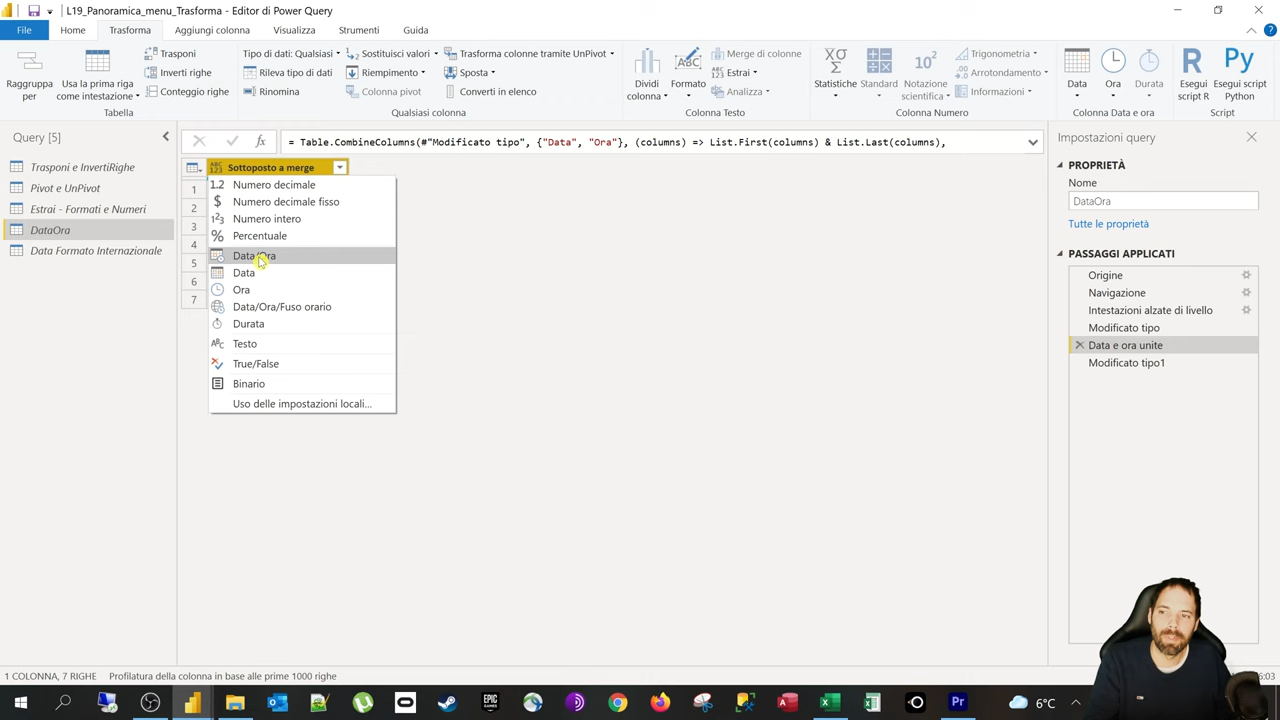 L19_Panoramica_menu_Trasforma - Editor di Power Query
File
Home
Trasforma
Aggiungi colonna
Visualizza
Strumenti
Guida
Raggruppa per
Usa la prima riga come intestazione
Trasponi
Inverti righe
Conteggio righe
Tabella
Tipo di dati: Qualsiasi
Rileva tipo di dati
Rinomina
Sostituisci valori
Riempimento
Colonna pivot
Trasforma colonne tramite UnPivot
Sposta
Converti in elenco
Qualsiasi colonna
Dividi colonna
Formato
Merge di colonne
Estrai
Analizza
Colonna Testo
Statistiche
Standard
Notazione scientifica
Trigonometria
Arrotondamento
Informazioni
Colonna Numero
Data
Ora
Durata
Colonna Data e ora
Esegui script R
Esegui script Python
Script
Query [5]
Trasponi e InvertiRighe
Pivot e UnPivot
Estrai - Formati e Numeri
DataOra
Data Formato Internazionale
= Table.CombineColumns(#"Modificato tipo", {"Data", "Ora"}, (columns) => List.First(columns) & List.Last(columns),
ABC 123 Sottoposto a merge
1
2
3
4
5
6
7
1.2 Numero decimale
$ Numero decimale fisso
123 Numero intero
% Percentuale
Data/Ora
Data
Ora
Data/Ora/Fuso orario
Durata
ABC Testo
True/False
Binario
Uso delle impostazioni locali...
Impostazioni query
PROPRIETÀ
Nome
DataOra
Tutte le proprietà
PASSAGGI APPLICATI
Origine
Navigazione
Intestazioni alzate di livello
Modificato tipo
Data e ora unite
Modificato tipo1
1 COLONNA, 7 RIGHE
Profilatura della colonna in base alle prime 1000 righe
6°C